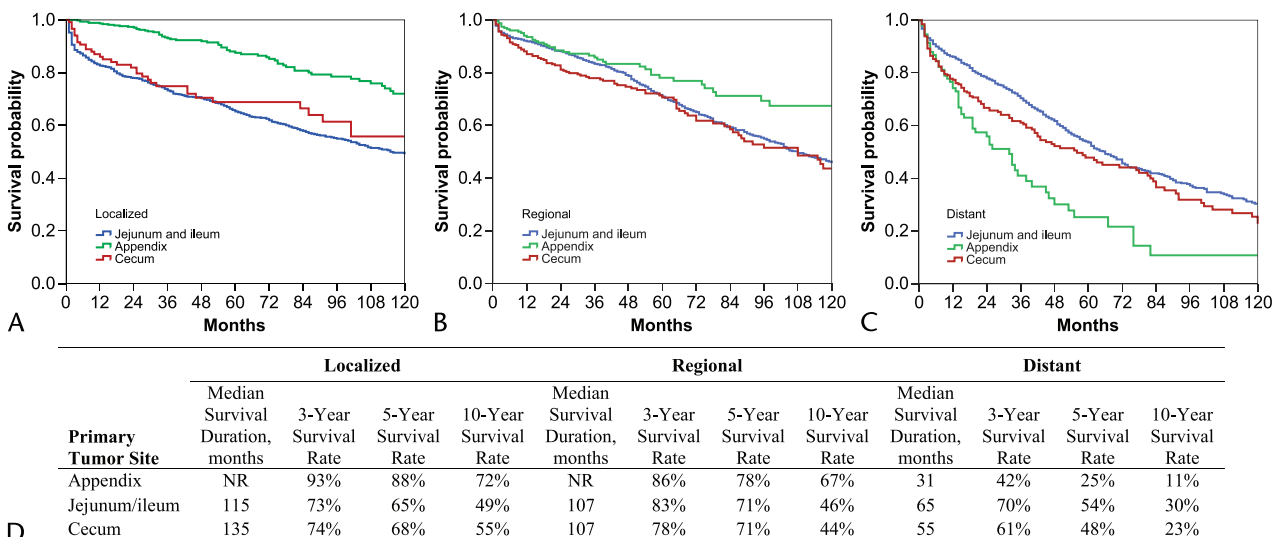 1.0
0.8
0.6
0.4
0.2
0.0
Survival probability
Localized
Jejunum and ileum
Appendix
Cecum
0 12 24 36 48 60 72 84 96 108 120
Months
A
1.0
0.8
0.6
0.4
0.2
0.0
Survival probability
Regional
Jejunum and ileum
Appendix
Cecum
0 12 24 36 48 60 72 84 96 108 120
Months
B
1.0
0.8
0.6
0.4
0.2
0.0
Survival probability
Distant
Jejunum and ileum
Appendix
Cecum
0 12 24 36 48 60 72 84 96 108 120
Months
C
Localized Regional Distant
Median Median Median
Survival 3-Year 5-Year 10-Year Survival 3-Year 5-Year 10-Year Survival 3-Year 5-Year 10-Year
Primary Duration, Survival Survival Survival Duration, Survival Survival Survival Duration, Survival Survival Survival
Tumor Site months Rate Rate Rate months Rate Rate Rate months Rate Rate Rate
Appendix NR 93% 88% 72% NR 86% 78% 67% 31 42% 25% 11%
Jejunum/ileum 115 73% 65% 49% 107 83% 71% 46% 65 70% 54% 30%
Cecum 135 74% 68% 55% 107 78% 71% 44% 55 61% 48% 23%
D